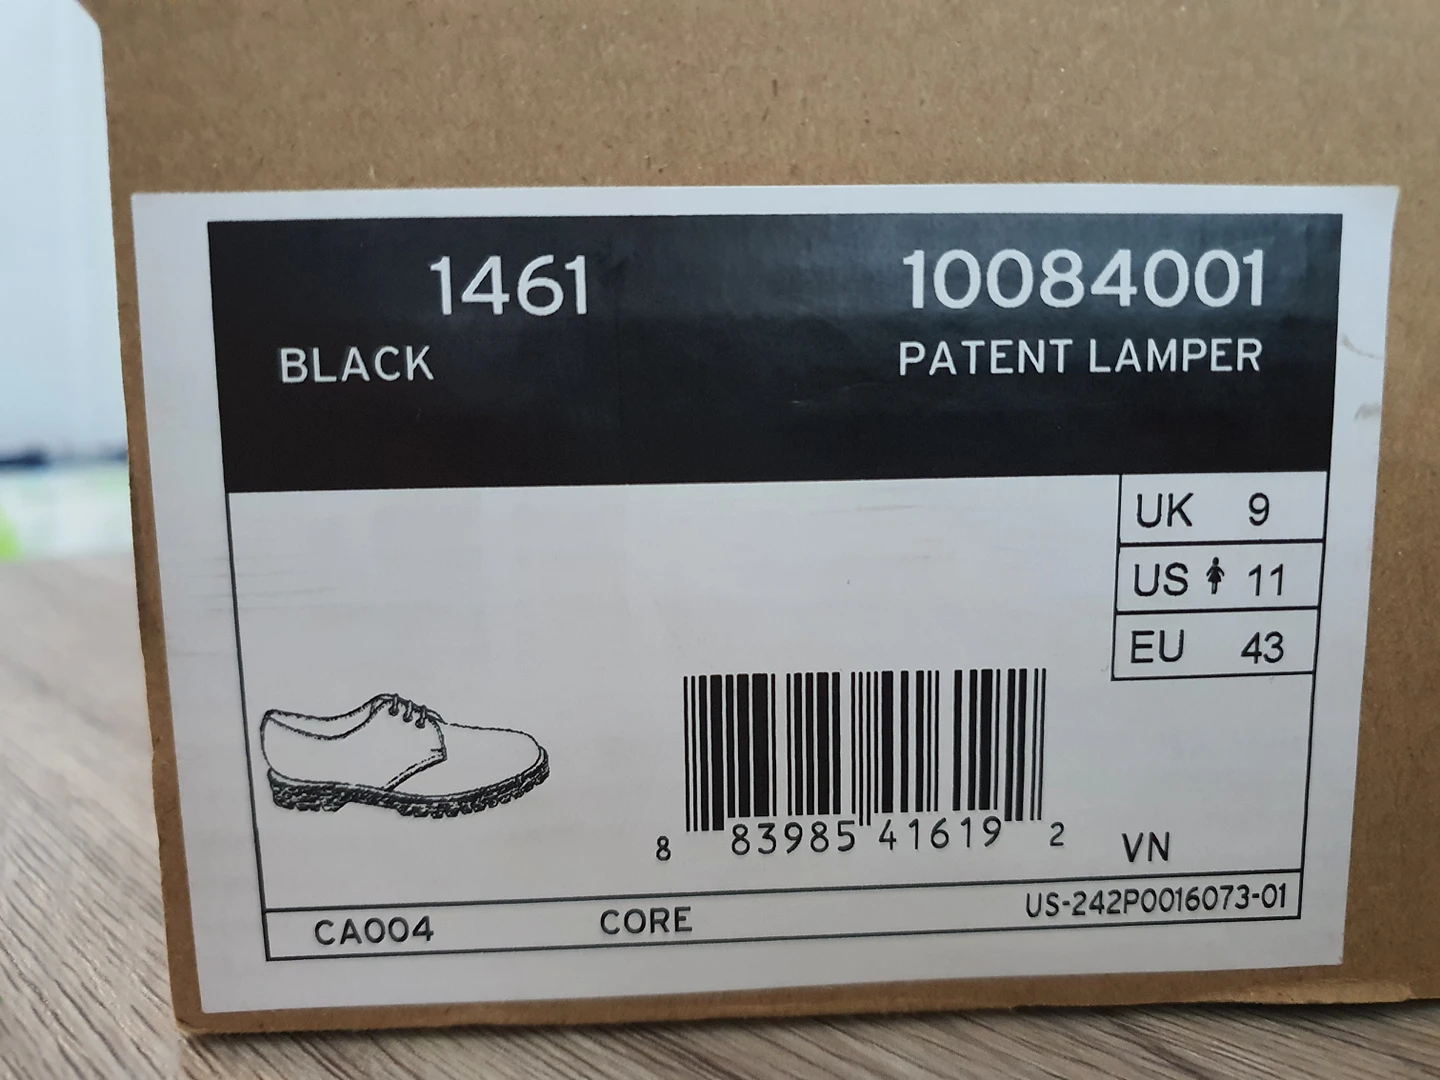 1461 10084001
BLACK PATENT LAMPER
UK 9
US 11
EU 43
8 83985 41619 2
VN
CA004 CORE US-242P0016073-01